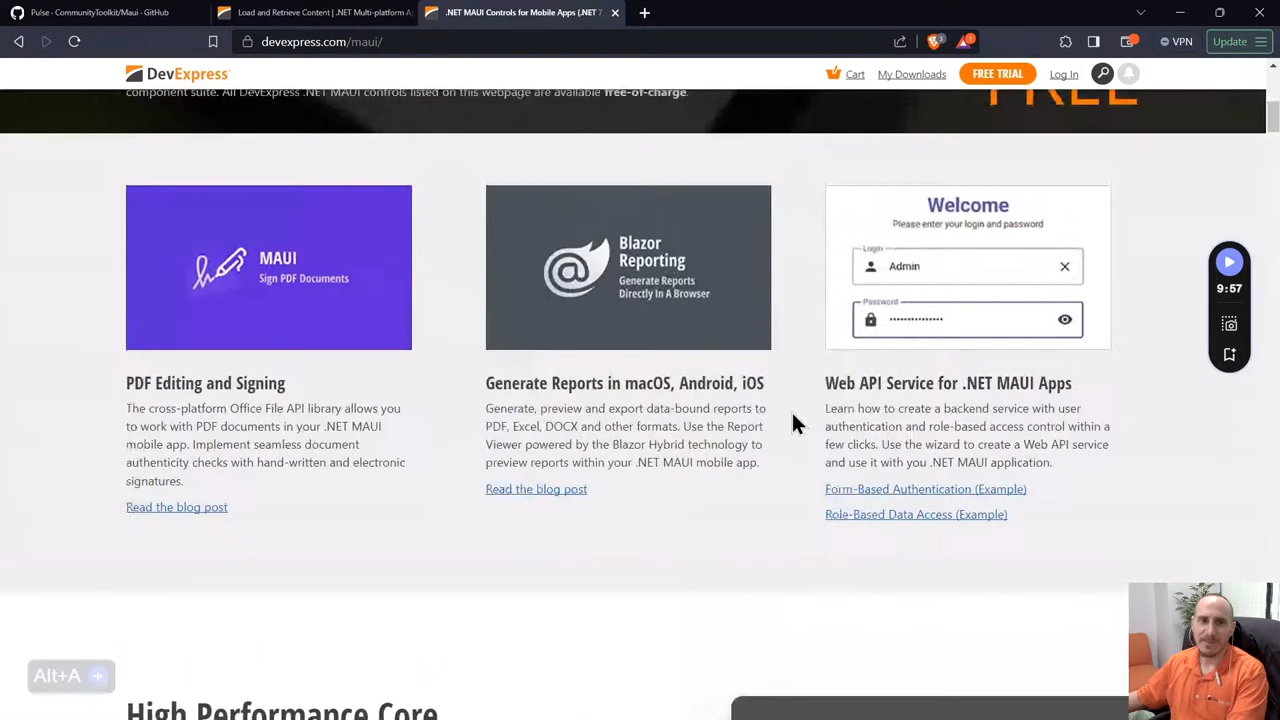 Pulse · CommunityToolkit/Maui · GitHub
Load and Retrieve Content | .NET Multi-platform A
.NET MAUI Controls for Mobile Apps (.NET 7
devexpress.com/maui/
3
1
VPN
Update
DevExpress
Cart
My Downloads
FREE TRIAL
Log In
component suite. All DevExpress .NET MAUI controls listed on this webpage are available free-of-charge.
FREE
MAUI
Sign PDF Documents
Blazor
Reporting
Generate Reports
Directly In A Browser
Welcome
Please enter your login and password
Login
Admin
Password
9:57
PDF Editing and Signing
The cross-platform Office File API library allows you
to work with PDF documents in your .NET MAUI
mobile app. Implement seamless document
authenticity checks with hand-written and electronic
signatures.
Read the blog post
Generate Reports in macOS, Android, iOS
Generate, preview and export data-bound reports to
PDF, Excel, DOCX and other formats. Use the Report
Viewer powered by the Blazor Hybrid technology to
preview reports within your .NET MAUI mobile app.
Read the blog post
Web API Service for .NET MAUI Apps
Learn how to create a backend service with user
authentication and role-based access control within a
few clicks. Use the wizard to create a Web API service
and use it with you .NET MAUI application.
Form-Based Authentication (Example)
Role-Based Data Access (Example)
Alt+A
High Performance Core